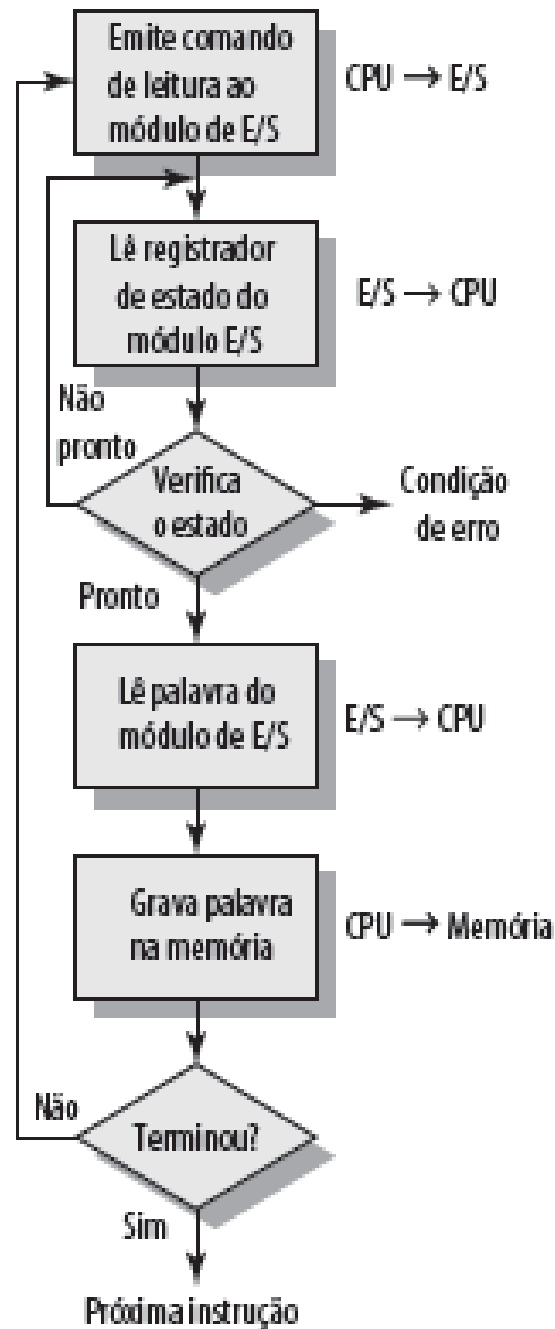 Emite comando
de leitura ao
módulo de E/S
CPU → E/S
Lê registrador
de estado do
módulo E/S
E/S → CPU
Não
pronto
Verifica
o estado
Condição
de erro
Pronto
Lê palavra do
módulo de E/S
E/S → CPU
Grava palavra
na memória
CPU → Memória
Não
Terminou?
Sim
Próxima instrução